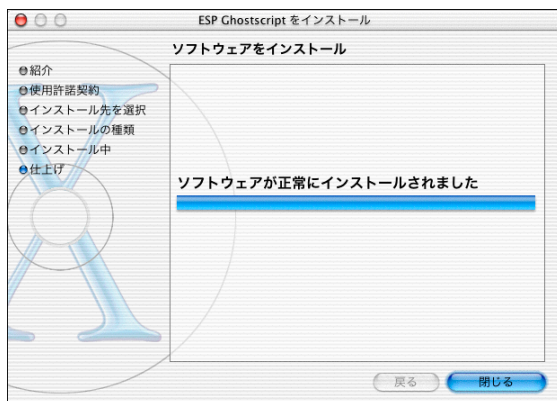 ESP Ghostscript をインストール
ソフトウェアをインストール
紹介
使用許諾契約
インストール先を選択
インストールの種類
インストール中
仕上げ
ソフトウェアが正常にインストールされました
戻る
閉じる